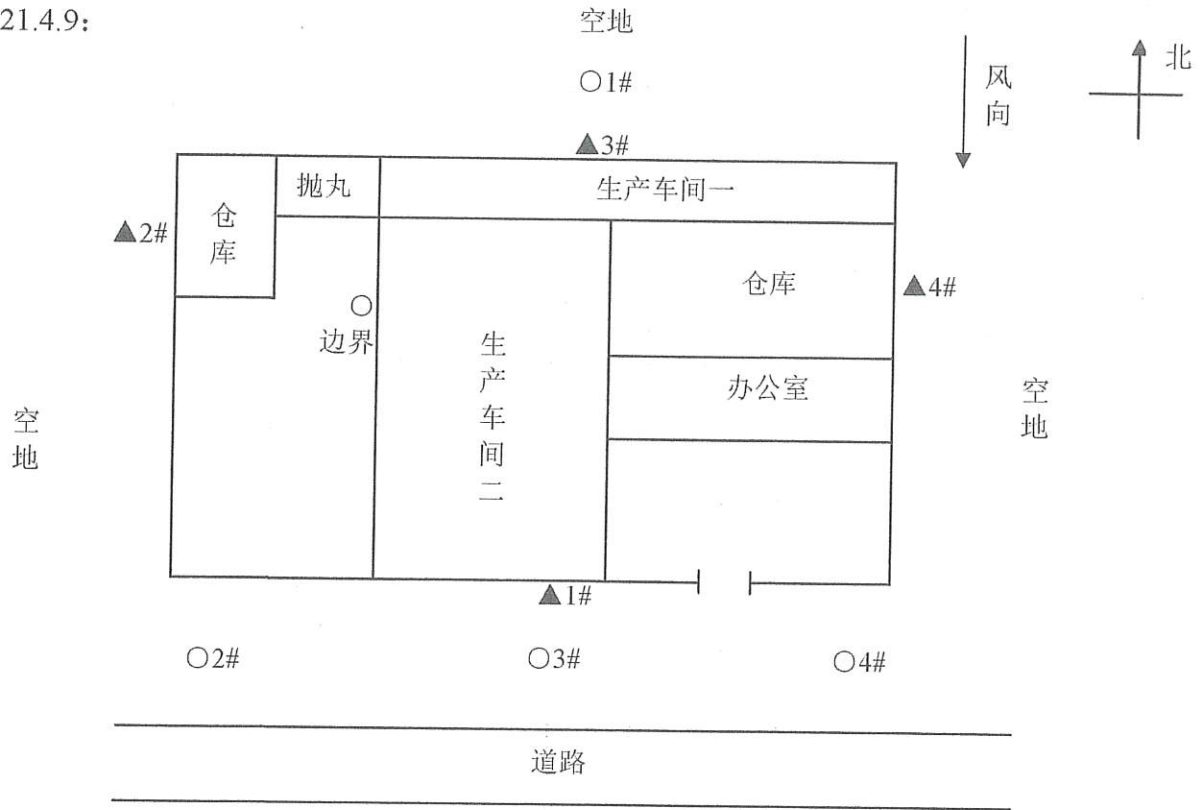 21.4.9:
空地
○1#
风向
北
▲3#
抛丸
生产车间一
仓库
▲2#
仓库
▲4#
○
边界
生产车间二
办公室
空地
空地
▲1#
○2#
○3#
○4#
道路